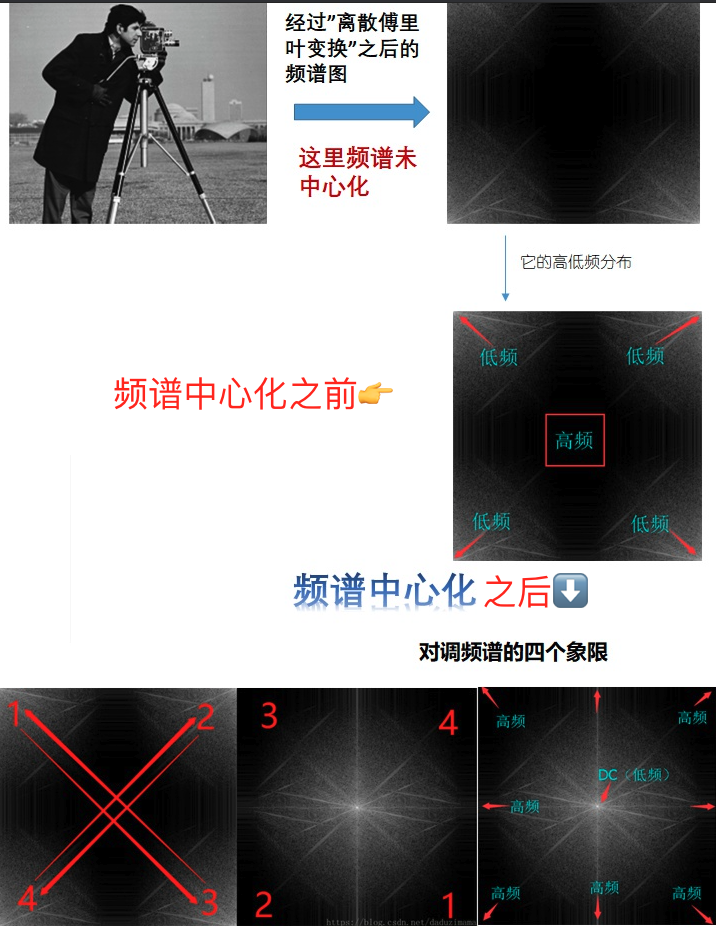 经过”离散傅里
叶变换”之后的
频谱图
这里频谱未
中心化
它的高低频分布
低频
低频
频谱中心化之前👉
高频
低频
低频
频谱中心化 之后⬇
对调频谱的四个象限
1
2
4
3
3
4
2
1
高频
高频
DC（低频）
高频
高频
高频
高频
https://blog.csdn.net/daduzimama